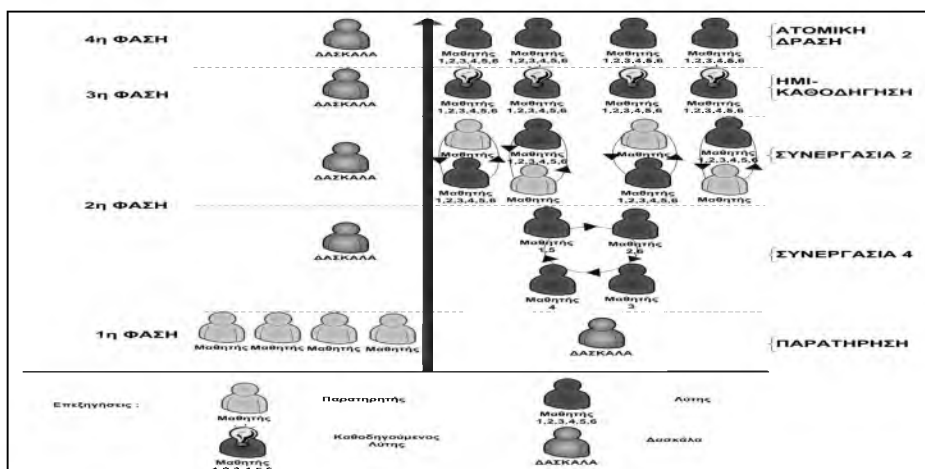 4η ΦΑΣΗ
ΔΑΣΚΑΛΑ
Μαθητής Μαθητής Μαθητής Μαθητής
1,2,3,4,5,6 1,2,3,4,5,6 1,2,3,4,5,6 1,2,3,4,5,6
ΑΤΟΜΙΚΗ
ΔΡΑΣΗ
3η ΦΑΣΗ
ΔΑΣΚΑΛΑ
Μαθητής Μαθητής Μαθητής Μαθητής
1,2,3,4,5,6 1,2,3,4,5,6 1,2,3,4,5,6 1,2,3,4,5,6
ΗΜΙ-
ΚΑΘΟΔΗΓΗΣΗ
2η ΦΑΣΗ
ΔΑΣΚΑΛΑ
Μαθητής Μαθητής Μαθητής Μαθητής
1,2,3,4,5,6 1,2,3,4,5,6
Μαθητής Μαθητής Μαθητής Μαθητής
1,2,3,4,5,6 1,2,3,4,5,6
ΣΥΝΕΡΓΑΣΙΑ 2
ΔΑΣΚΑΛΑ
Μαθητής Μαθητής
1,5 2,6
Μαθητής Μαθητής
4 3
ΣΥΝΕΡΓΑΣΙΑ 4
1η ΦΑΣΗ
Μαθητής Μαθητής Μαθητής Μαθητής
ΔΑΣΚΑΛΑ
ΠΑΡΑΤΗΡΗΣΗ
Επεξηγήσεις :
Μαθητής
Παρατηρητής
Μαθητής
1,2,3,4,5,6
Λύτης
Μαθητής
Καθοδηγούμενος
Λύτης
ΔΑΣΚΑΛΑ
Δασκάλα